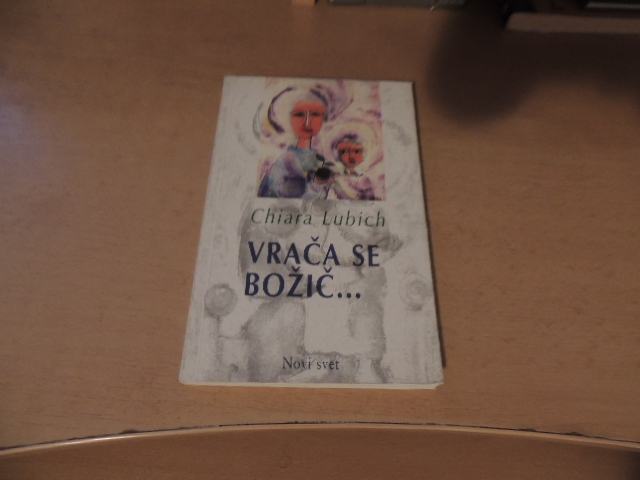 Chiara Lubich
VRAČA SE
BOŽIČ...
Novi svet